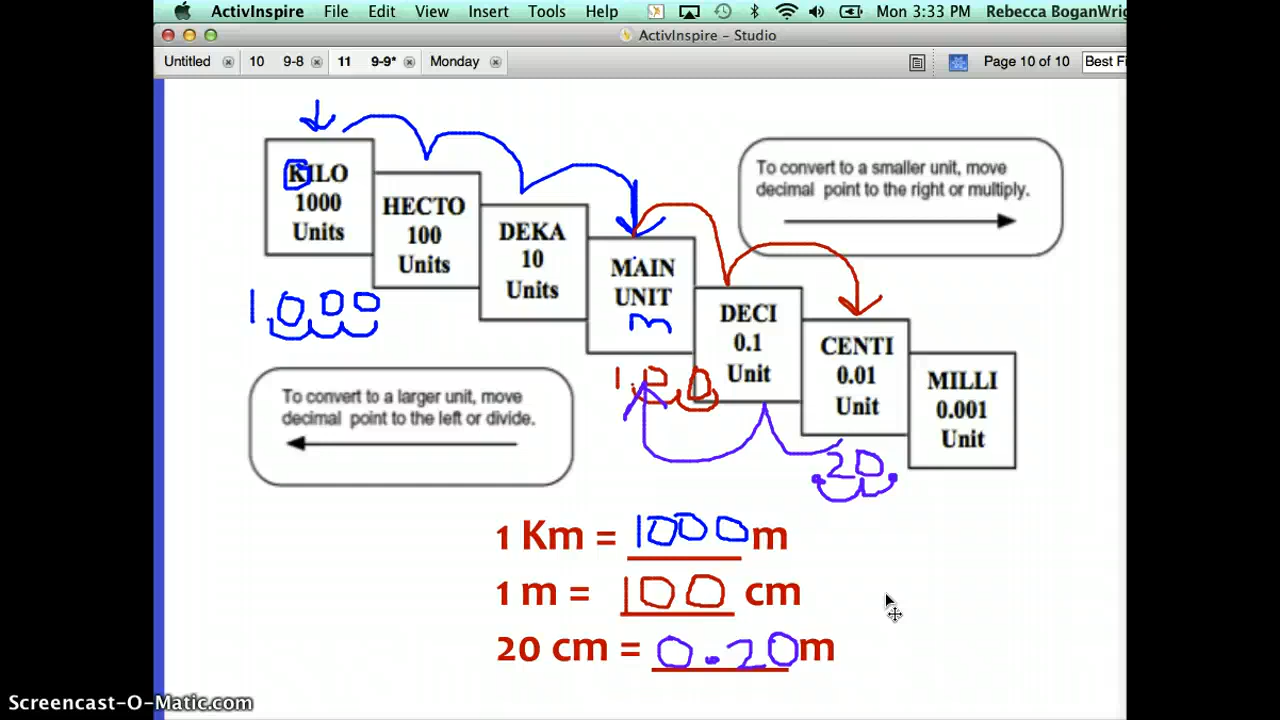 ActivInspire File Edit View Insert Tools Help Mon 3:33 PM Rebecca BoganWrig
ActivInspire - Studio
Untitled 10 9-8 11 9-9* Monday Page 10 of 10 Best Fi
KILO
1000
Units
HECTO
100
Units
DEKA
10
Units
MAIN
UNIT
m
DECI
0.1
Unit
CENTI
0.01
Unit
MILLI
0.001
Unit
To convert to a smaller unit, move
decimal point to the right or multiply.
1.000
1.00
.20.
To convert to a larger unit, move
decimal point to the left or divide.
1 Km = 1000 m
1 m = 100 cm
20 cm = 0.20 m
Screencast-O-Matic.com